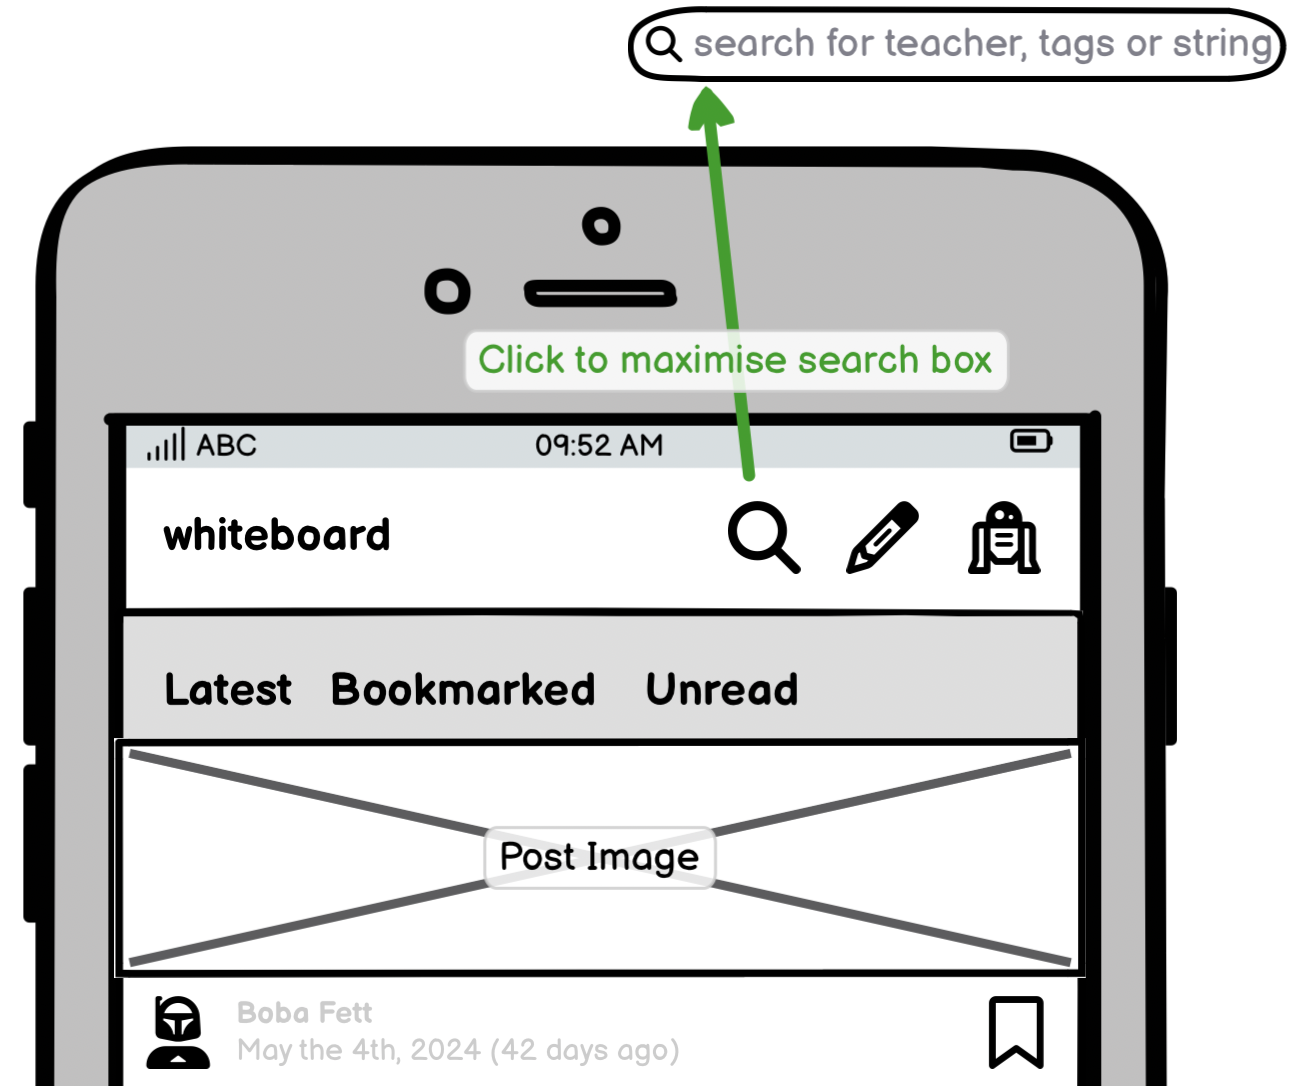 search for teacher, tags or string
Click to maximise search box
ABC 09:52 AM
whiteboard
Latest Bookmarked Unread
Post Image
Boba Fett
May the 4th, 2024 (42 days ago)